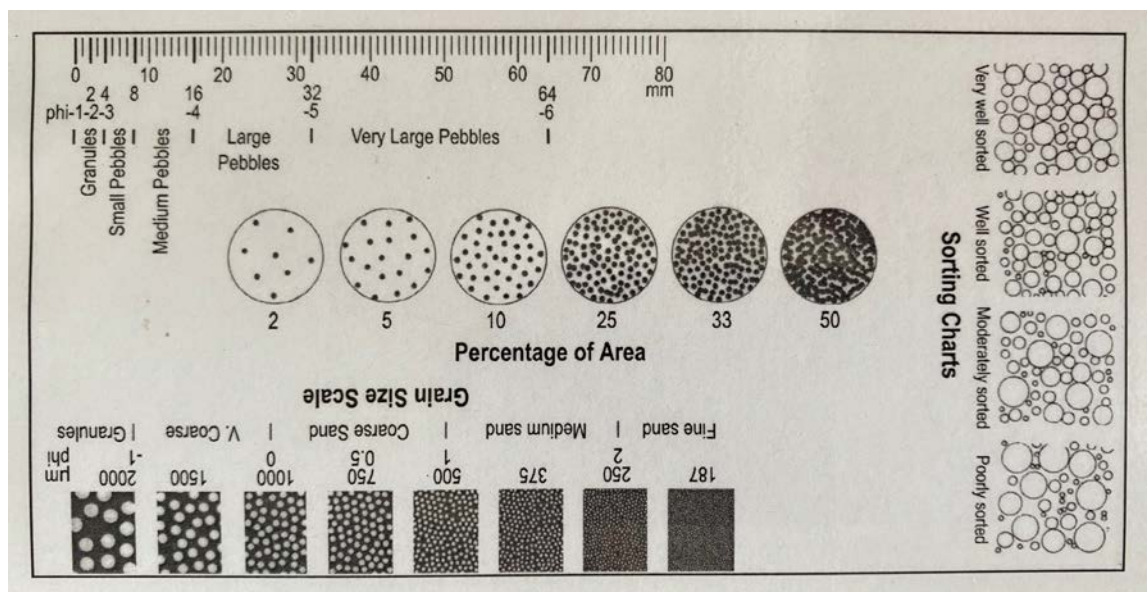 0 10 20 30 40 50 60 70 80
2 4 8 16 32 64 mm
phi-1-2-3 -4 -5 -6
Granules
Small Pebbles
Medium Pebbles
Large
Pebbles
Very Large Pebbles
2 5 10 25 33 50
Percentage of Area
Sorting Charts
Very well sorted
Well sorted
Moderately sorted
Poorly sorted
Grain Size Scale
Fine sand | Medium sand | Coarse Sand | V. Coarse | Granules
2 1 0.5 0 -1 phi
187 250 375 500 750 1000 1500 2000 µm